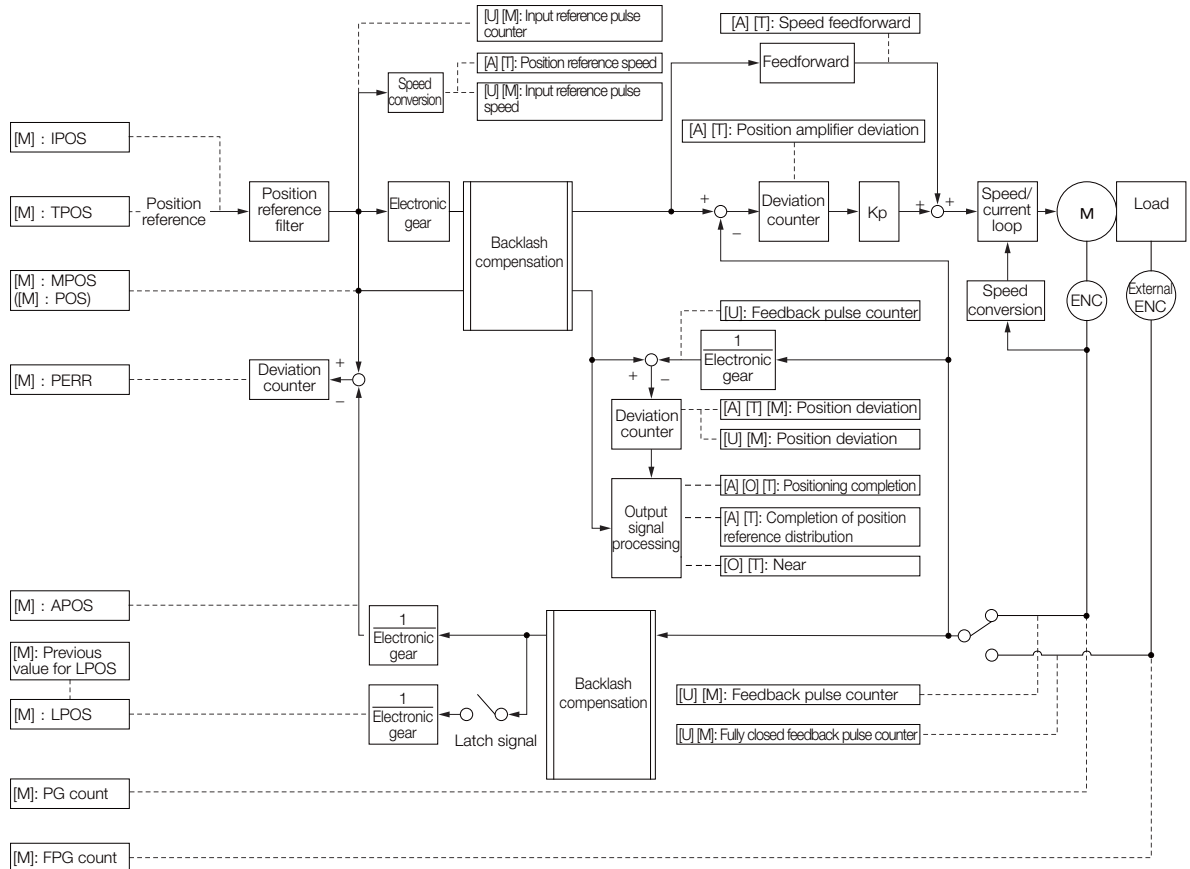 [U] [M]: Input reference pulse
counter
[A] [T]: Speed feedforward
[A] [T]: Position reference speed
Speed
conversion
[U] [M]: Input reference pulse
speed
Feedforward
[M] : IPOS
[A] [T]: Position amplifier deviation
[M] : TPOS
Position
reference
Position
reference
filter
Electronic
gear
Backlash
compensation
+
−
Deviation
counter
Kp
+
+
Speed/
current
loop
M
Load
[M] : MPOS
([M] : POS)
Speed
conversion
ENC
External
ENC
[U]: Feedback pulse counter
1
Electronic
gear
[M] : PERR
Deviation
counter
+
−
+
−
Deviation
counter
[A] [T] [M]: Position deviation
[U] [M]: Position deviation
Output
signal
processing
[A] [O] [T]: Positioning completion
[A] [T]: Completion of position
reference distribution
[O] [T]: Near
[M] : APOS
1
Electronic
gear
[M]: Previous
value for LPOS
[M] : LPOS
1
Electronic
gear
Latch signal
Backlash
compensation
[U] [M]: Feedback pulse counter
[U] [M]: Fully closed feedback pulse counter
[M]: PG count
[M]: FPG count